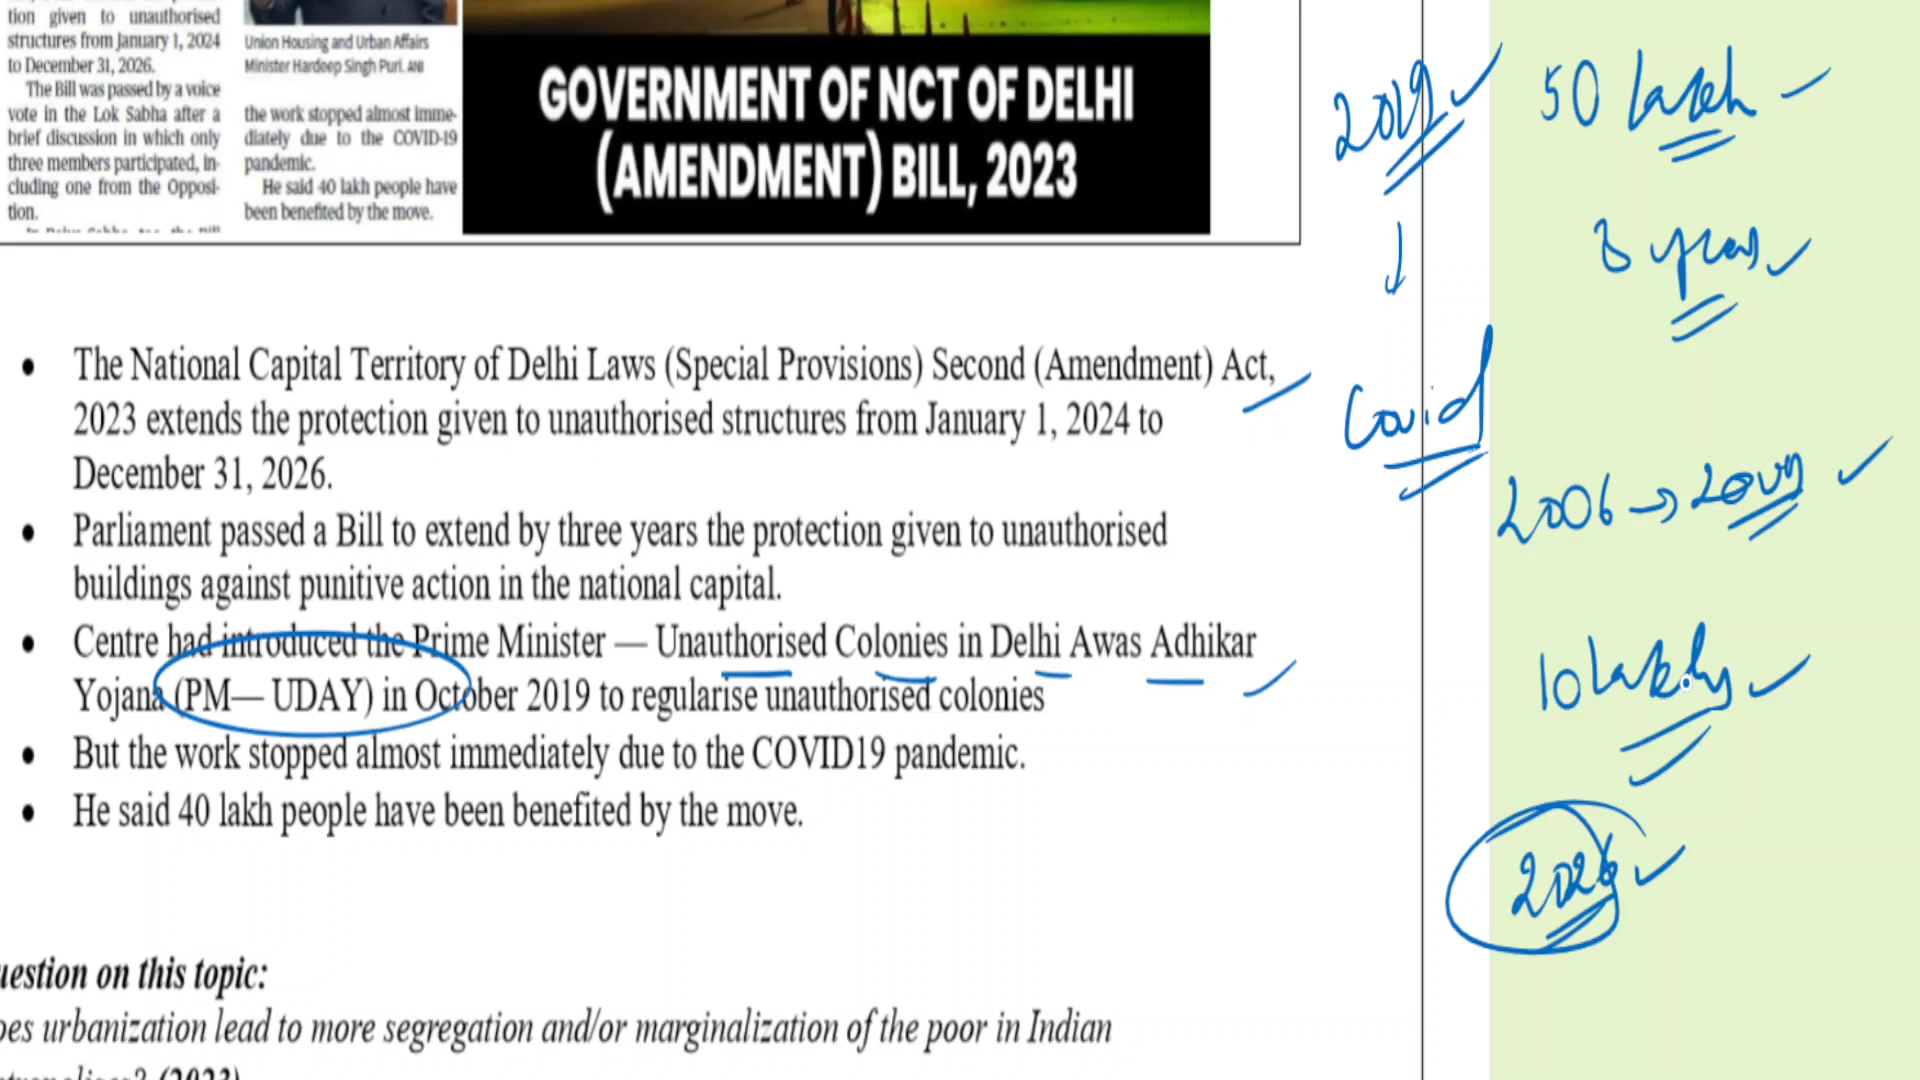 tion given to unauthorised
structures from January 1, 2024
to December 31, 2026.
The Bill was passed by a voice
vote in the Lok Sabha after a
brief discussion in which only
three members participated, in-
cluding one from the Opposi-
tion.
Union Housing and Urban Affairs
Minister Hardeep Singh Puri. ANI
the work stopped almost imme-
diately due to the COVID-19
pandemic.
He said 40 lakh people have
been benefited by the move.
GOVERNMENT OF NCT OF DELHI
(AMENDMENT) BILL, 2023
• The National Capital Territory of Delhi Laws (Special Provisions) Second (Amendment) Act,
2023 extends the protection given to unauthorised structures from January 1, 2024 to
December 31, 2026.
• Parliament passed a Bill to extend by three years the protection given to unauthorised
buildings against punitive action in the national capital.
• Centre had introduced the Prime Minister — Unauthorised Colonies in Delhi Awas Adhikar
Yojana (PM— UDAY) in October 2019 to regularise unauthorised colonies
• But the work stopped almost immediately due to the COVID19 pandemic.
• He said 40 lakh people have been benefited by the move.
uestion on this topic:
oes urbanization lead to more segregation and/or marginalization of the poor in Indian
(2023)
2019
↓
Covid
50 lakh
3 years
2006 →
10 lakhs
2026